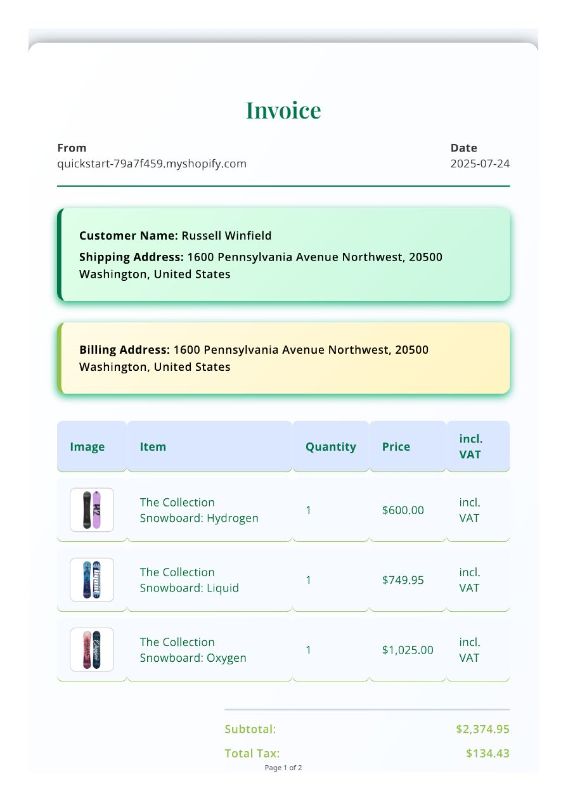 Invoice
From
quickstart-79a7f459.myshopify.com
Date
2025-07-24
Customer Name: Russell Winfield
Shipping Address: 1600 Pennsylvania Avenue Northwest, 20500
Washington, United States
Billing Address: 1600 Pennsylvania Avenue Northwest, 20500
Washington, United States
Image Item Quantity Price incl.
VAT
The Collection
Snowboard: Hydrogen
1
$600.00
incl.
VAT
The Collection
Snowboard: Liquid
1
$749.95
incl.
VAT
The Collection
Snowboard: Oxygen
1
$1,025.00
incl.
VAT
Subtotal: $2,374.95
Total Tax: $134.43
Page 1 of 2